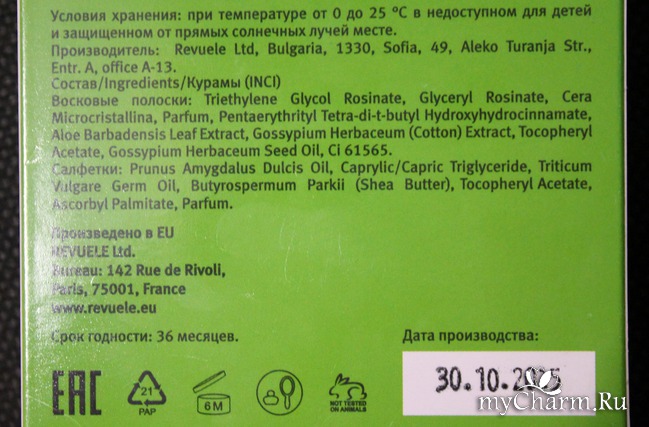 Условия хранения: при температуре от 0 до 25 °C в недоступном для детей
и защищенном от прямых солнечных лучей месте.
Производитель: Revuele Ltd, Bulgaria, 1330, Sofia, 49, Aleko Turanja Str.,
Entr. A, office A-13.
Состав/Ingredients/Курамы (INCI)
Восковые полоски: Triethylene Glycol Rosinate, Glyceryl Rosinate, Cera
Microcristallina, Parfum, Pentaerythrityl Tetra-di-t-butyl Hydroxyhydrocinnamate,
Aloe Barbadensis Leaf Extract, Gossypium Herbaceum (Cotton) Extract, Tocopheryl
Acetate, Gossypium Herbaceum Seed Oil, Ci 61565.
Салфетки: Prunus Amygdalus Dulcis Oil, Caprylic/Capric Triglyceride, Triticum
Vulgare Germ Oil, Butyrospermum Parkii (Shea Butter), Tocopheryl Acetate,
Ascorbyl Palmitate, Parfum.
Произведено в EU
REVUELE Ltd.
Bureau: 142 Rue de Rivoli,
Paris, 75001, France
www.revuele.eu
Срок годности: 36 месяцев.
Дата производства:
30.10.2015
EAC
21
PAP
6 M
NOT TESTED
ON ANIMALS
myCharm.Ru